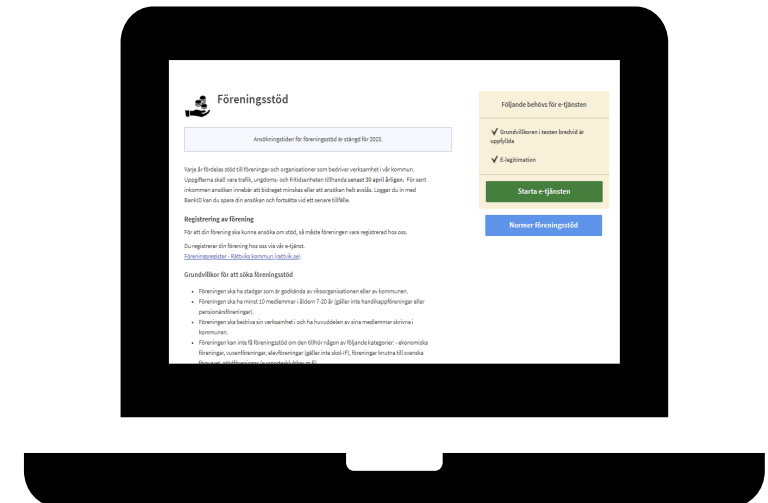 Föreningsstöd
Ansökningstiden för föreningsstöd är stängd för 2023.
Varje år fördelas stöd till föreningar och organisationer som bedriver verksamhet i vår kommun.
Uppgifterna skall vara trafik, ungdoms- och fritidsenheten tillhanda senast 30 april årligen. För sent
inkommen ansökan innebär att bidraget minskas eller att ansökan helt avslås. Loggar du in med
BankID kan du spara din ansökan och fortsätta vid ett senare tillfälle.
Registrering av förening
För att din förening ska kunna ansöka om stöd, så måste föreningen vara registrerad hos oss.
Du registrerar din förening hos oss via vår e-tjänst.
Föreningsregister - Rättviks kommun (rattvik.se)
Grundvillkor för att söka föreningsstöd
• Föreningen ska ha stadgar som är godkända av riksorganisationen eller av kommunen.
• Föreningen ska ha minst 10 medlemmar i åldern 7-20 år (gäller inte handikappföreningar eller
pensionärsföreningar).
• Föreningen ska bedriva sin verksamhet i och ha huvuddelen av sina medlemmar skrivna i
kommunen.
• Föreningen kan inte få föreningsstöd om den tillhör någon av följande kategorier: - ekonomiska
föreningar, vuxenföreningar, elevföreningar (gäller inte skol-IF), föreningar knutna till svenska
Följande behövs för e-tjänsten
✔ Grundvillkoren i texten bredvid är
uppfyllda
✔ E-legitimation
Starta e-tjänsten
Normer föreningsstöd